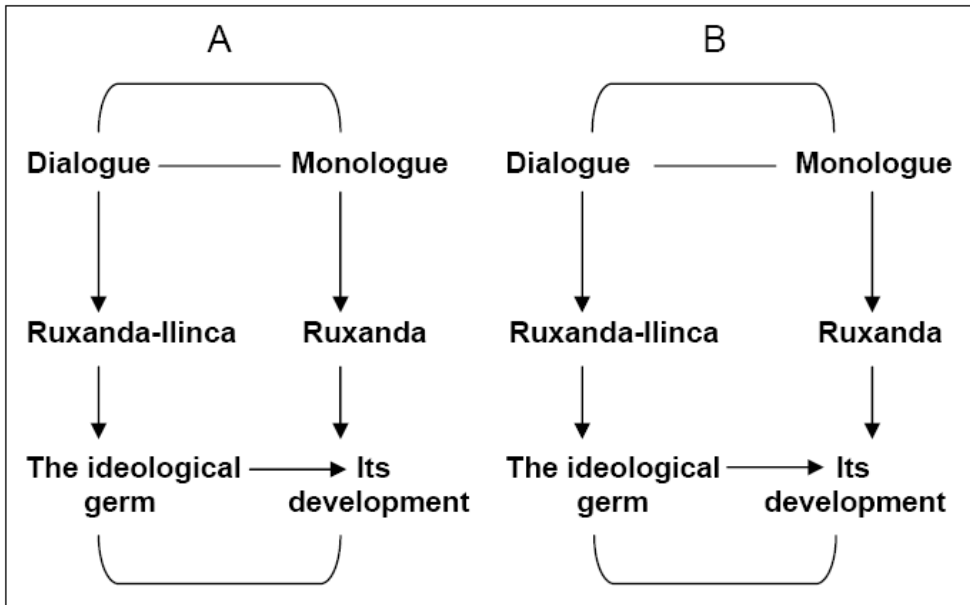 A
Dialogue Monologue
Ruxanda-Ilinca Ruxanda
The ideological germ Its development
B
Dialogue Monologue
Ruxanda-Ilinca Ruxanda
The ideological germ Its development